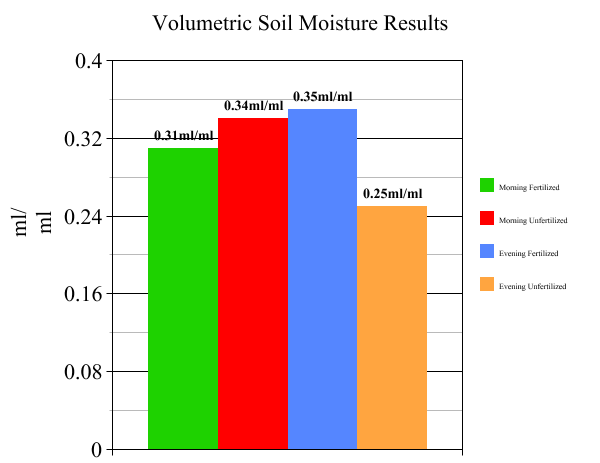 Volumetric Soil Moisture Results
0.4
0.35ml/ml
0.34ml/ml
0.31ml/ml
0.32
0.25ml/ml
Morning Fertilized
0.24
ml/
ml
Morning Unfertilized
Evening Fertilized
Evening Unfertilized
0.16
0.08
0